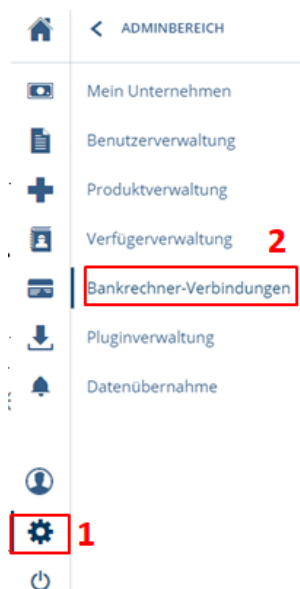 ADMINBEREICH
Mein Unternehmen
Benutzerverwaltung
Produktverwaltung
Verfügerverwaltung
2
Bankrechner-Verbindungen
Pluginverwaltung
Datenübernahme
1